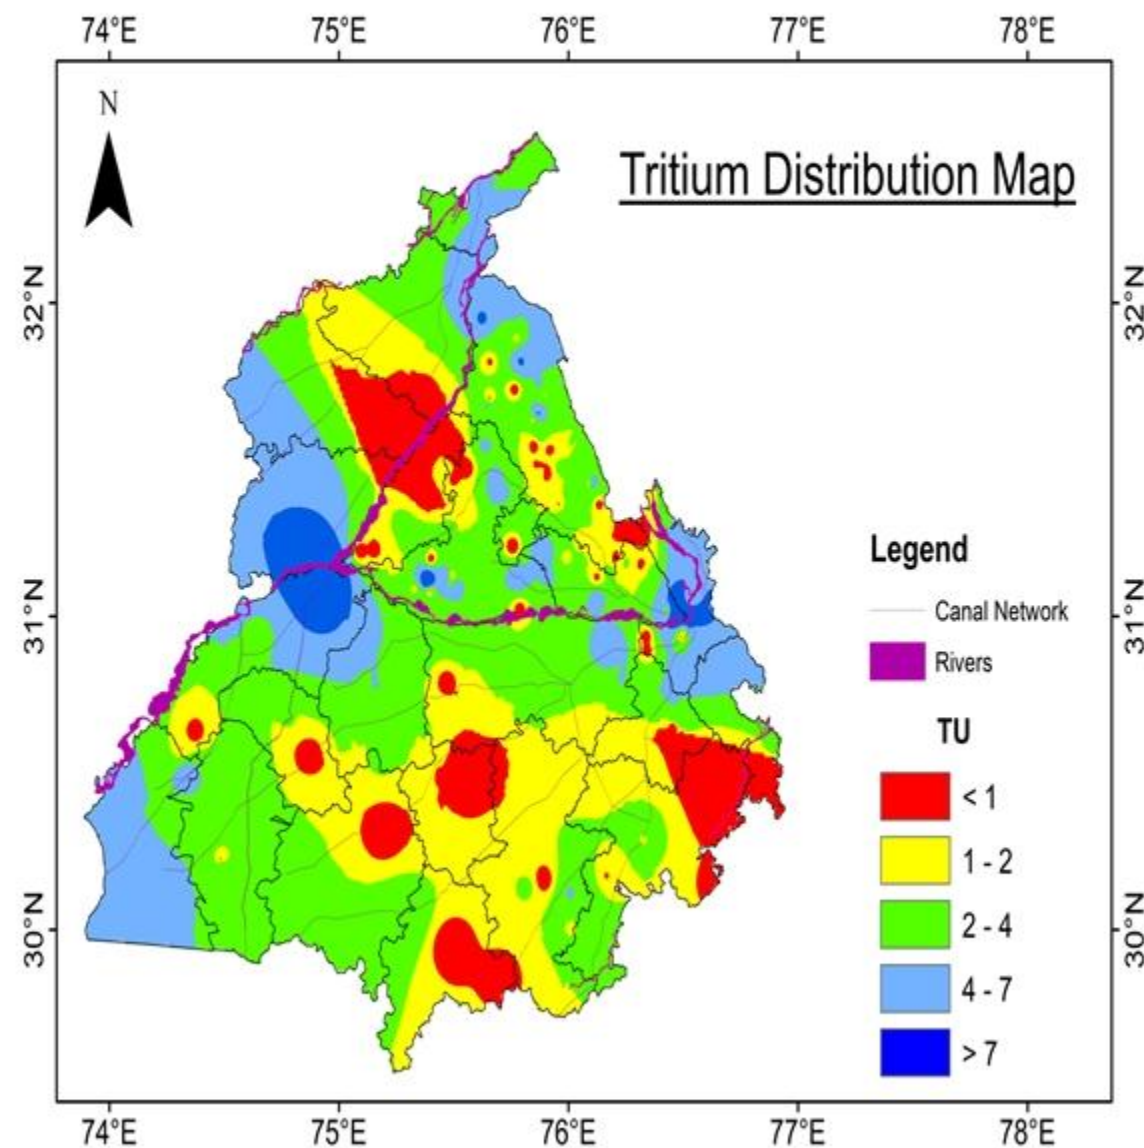 74°E 75°E 76°E 77°E 78°E
N
Tritium Distribution Map
32°N 32°N
31°N 31°N
30°N 30°N
Legend
Canal Network
Rivers
TU
< 1
1 - 2
2 - 4
4 - 7
> 7
74°E 75°E 76°E 77°E 78°E